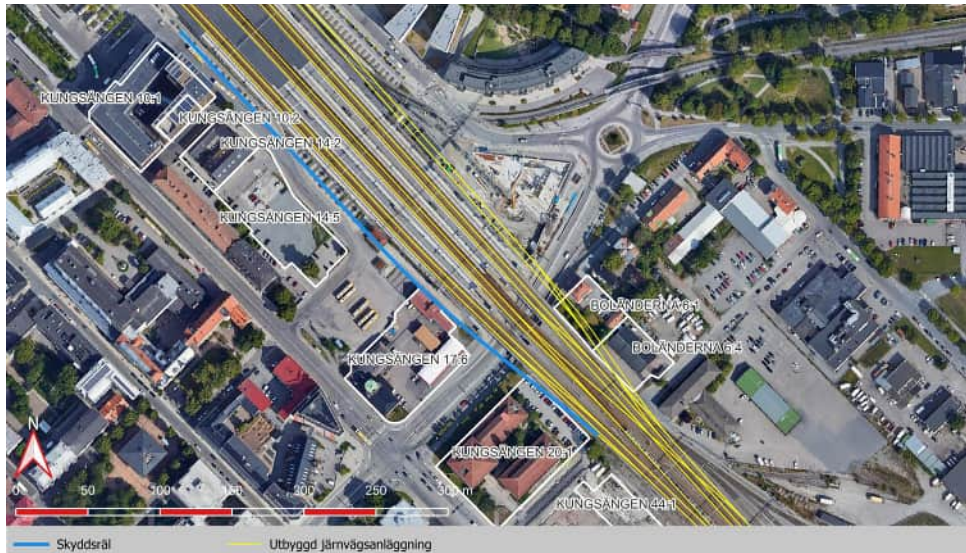 KUNGSÄNGEN 10:1
KUNGSÄNGEN 10:2
KUNGSÄNGEN 14:2
KUNGSÄNGEN 14:5
BOLÄNDERNA 6:1
BOLÄNDERNA 6:4
KUNGSÄNGEN 17:6
KUNGSÄNGEN 20:1
N
0 50 100 150 200 250 300 m
KUNGSÄNGEN 44:1
Skyddsräl Utbyggd järnvägsanläggning